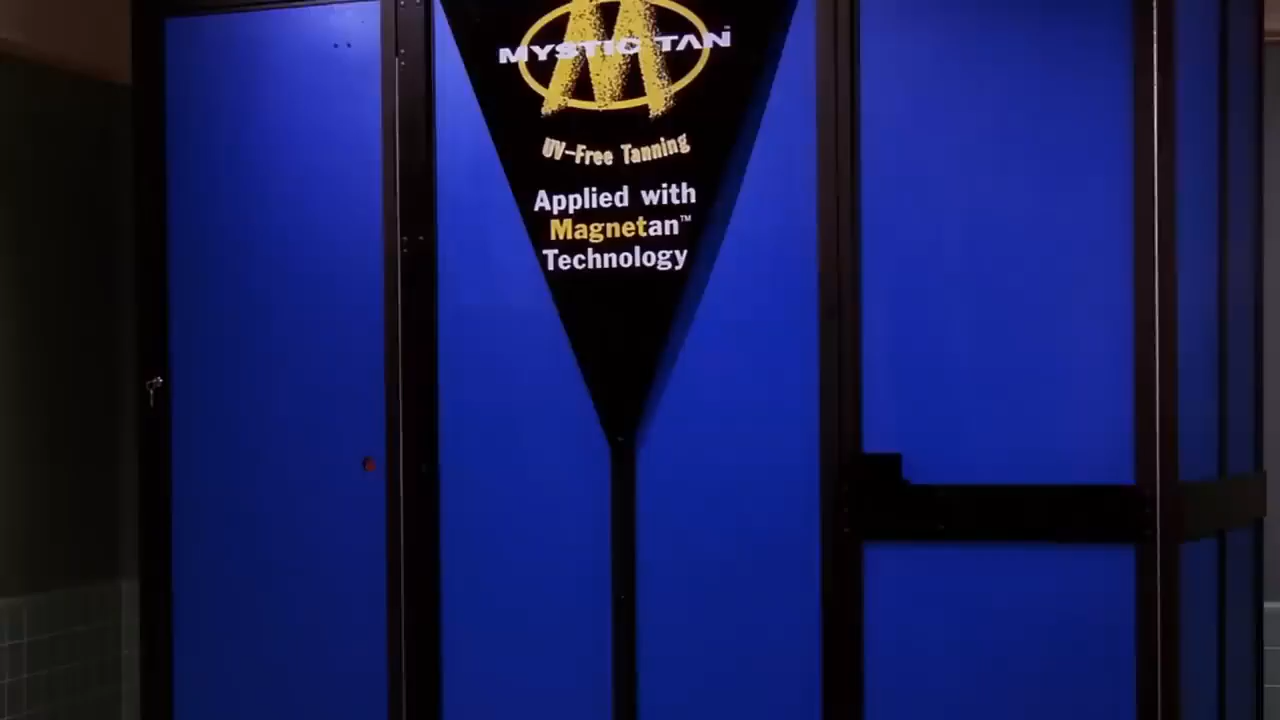 MYSTIC TAN
UV-Free Tanning
Applied with
Magnetan™
Technology